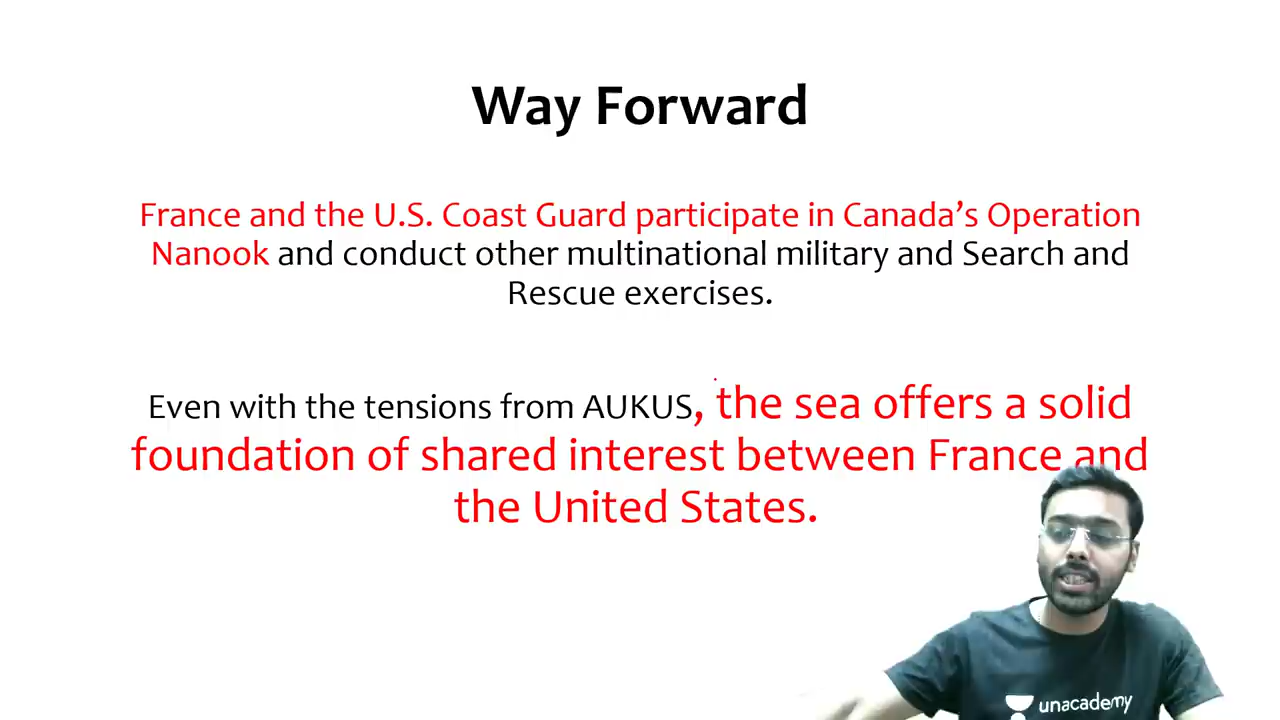 Way Forward
France and the U.S. Coast Guard participate in Canada’s Operation
Nanook and conduct other multinational military and Search and
Rescue exercises.
Even with the tensions from AUKUS, the sea offers a solid
foundation of shared interest between France and
the United States.
unacademy